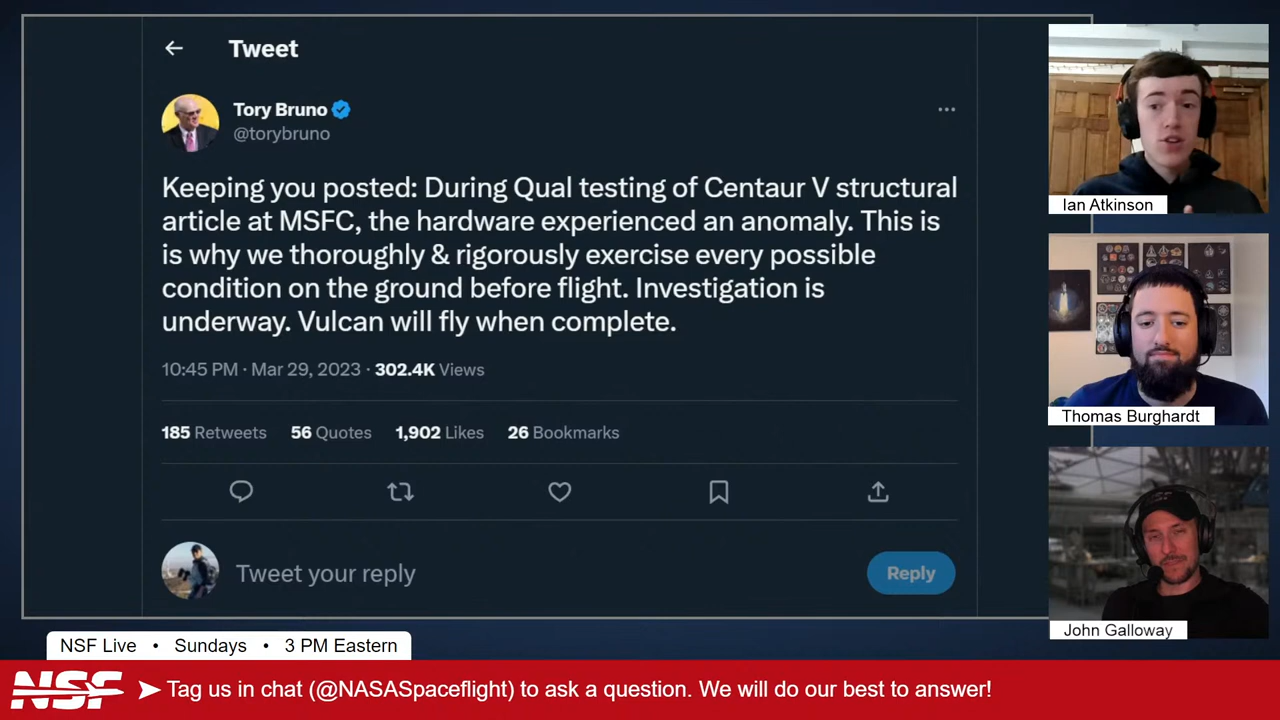 Tweet
Tory Bruno
@torybruno
Keeping you posted: During Qual testing of Centaur V structural
article at MSFC, the hardware experienced an anomaly. This is
is why we thoroughly & rigorously exercise every possible
condition on the ground before flight. Investigation is
underway. Vulcan will fly when complete.
10:45 PM · Mar 29, 2023 · 302.4K Views
185 Retweets 56 Quotes 1,902 Likes 26 Bookmarks
Tweet your reply
Reply
Ian Atkinson
Thomas Burghardt
John Galloway
NSF Live • Sundays • 3 PM Eastern
NSF
Tag us in chat (@NASASpaceflight) to ask a question. We will do our best to answer!